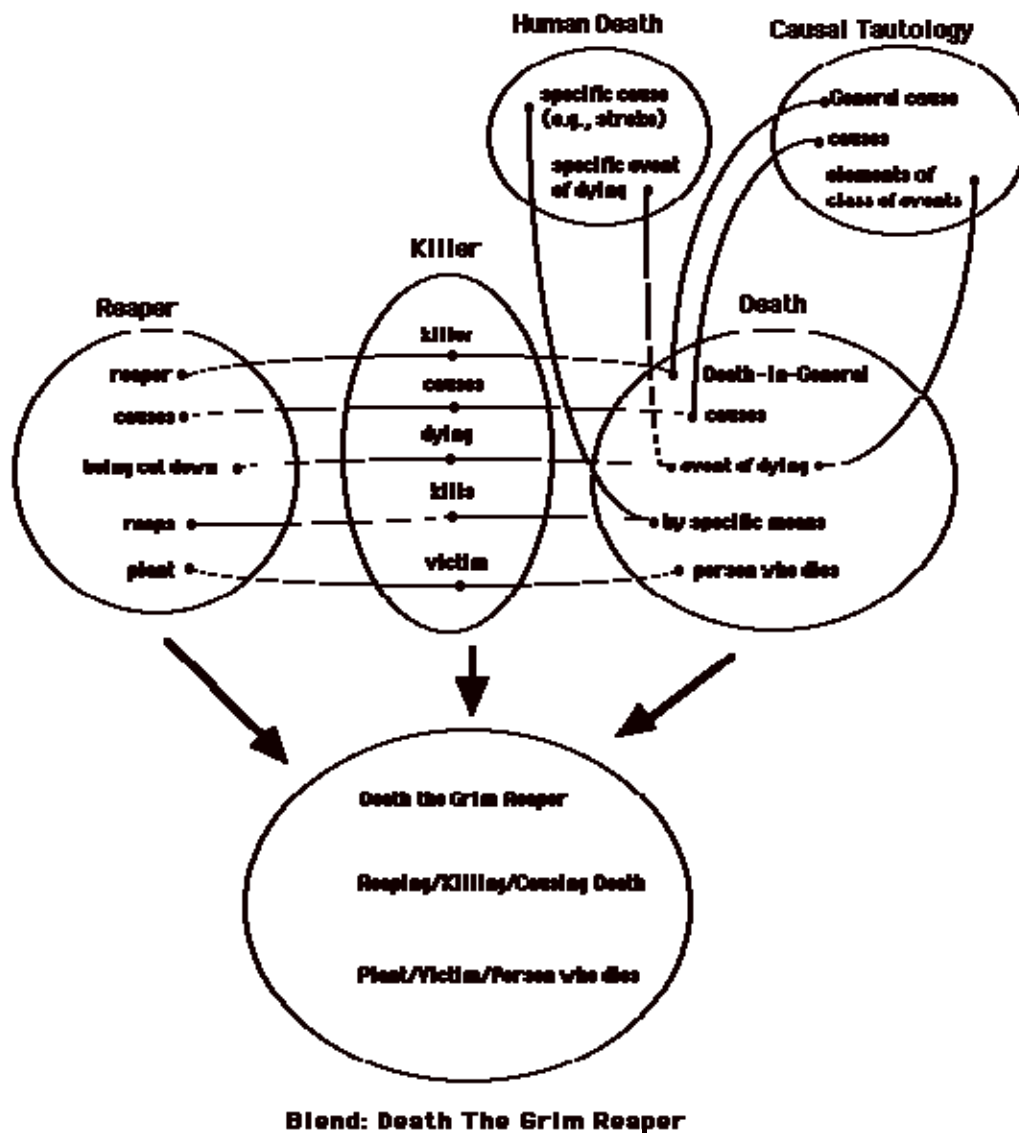 Human Death
Causal Tautology
specific cause
(e.g., stroke)
specific event
of dying
General cause
causes
elements of
class of events
Killer
Reaper
Death
killer
causes
dying
kills
victim
reaper
causes
being cut down
reaps
plant
Death-in-General
causes
event of dying
by specific means
person who dies
Death the Grim Reaper
Reaping/Killing/Causing Death
Plant/Victim/Person who dies
Blend: Death The Grim Reaper